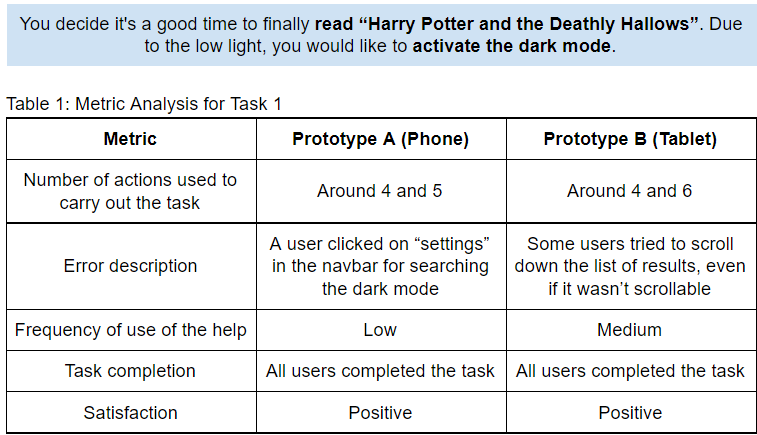 You decide it's a good time to finally read “Harry Potter and the Deathly Hallows”. Due
to the low light, you would like to activate the dark mode.
Table 1: Metric Analysis for Task 1
Metric
Prototype A (Phone)
Prototype B (Tablet)
Number of actions used to
carry out the task
Around 4 and 5
Around 4 and 6
Error description
A user clicked on “settings”
in the navbar for searching
the dark mode
Some users tried to scroll
down the list of results, even
if it wasn’t scrollable
Frequency of use of the help
Low
Medium
Task completion
All users completed the task
All users completed the task
Satisfaction
Positive
Positive